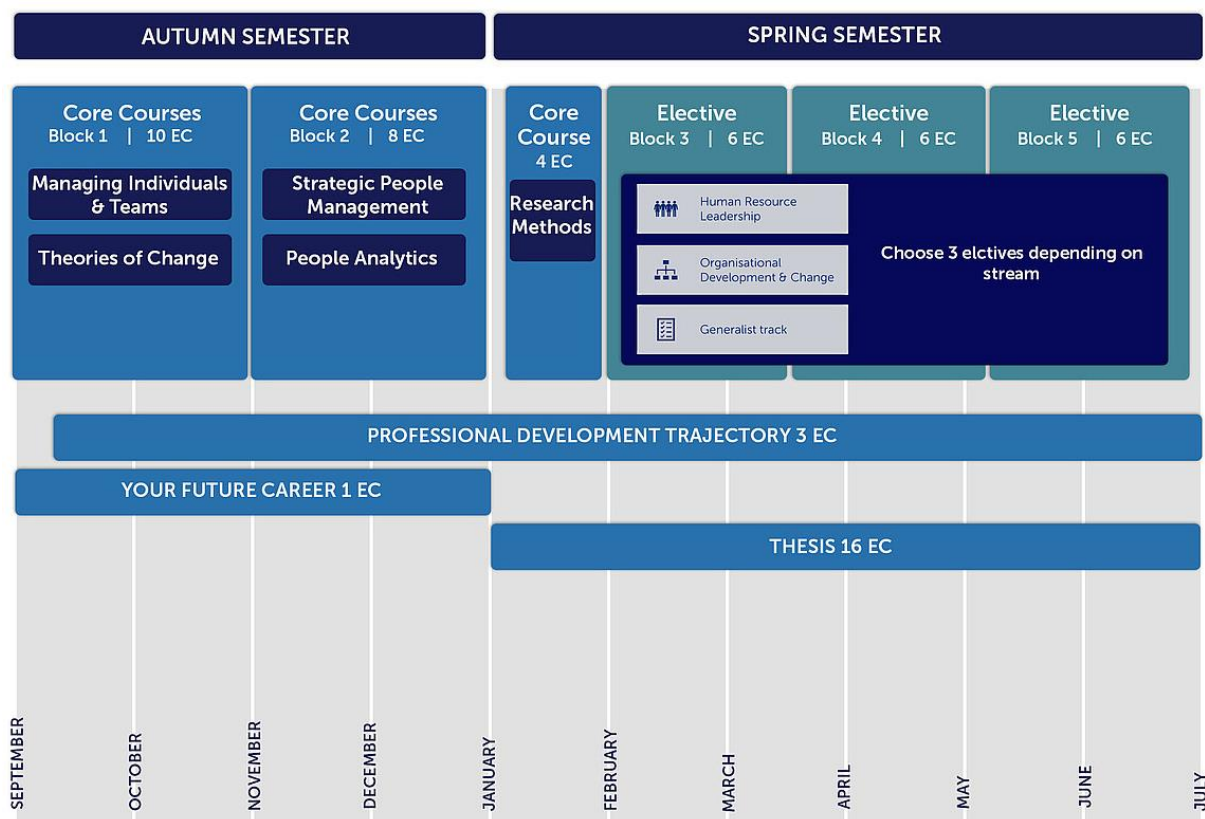 AUTUMN SEMESTER
SPRING SEMESTER
Core Courses
Block 1 | 10 EC
Managing Individuals
& Teams
Theories of Change
Core Courses
Block 2 | 8 EC
Strategic People
Management
People Analytics
Core
Course
4 EC
Research
Methods
Elective
Block 3 | 6 EC
Elective
Block 4 | 6 EC
Elective
Block 5 | 6 EC
Human Resource
Leadership
Organisational
Development & Change
Generalist track
Choose 3 elctives depending on
stream
PROFESSIONAL DEVELOPMENT TRAJECTORY 3 EC
YOUR FUTURE CAREER 1 EC
THESIS 16 EC
SEPTEMBER
OCTOBER
NOVEMBER
DECEMBER
JANUARY
FEBRUARY
MARCH
APRIL
MAY
JUNE
JULY